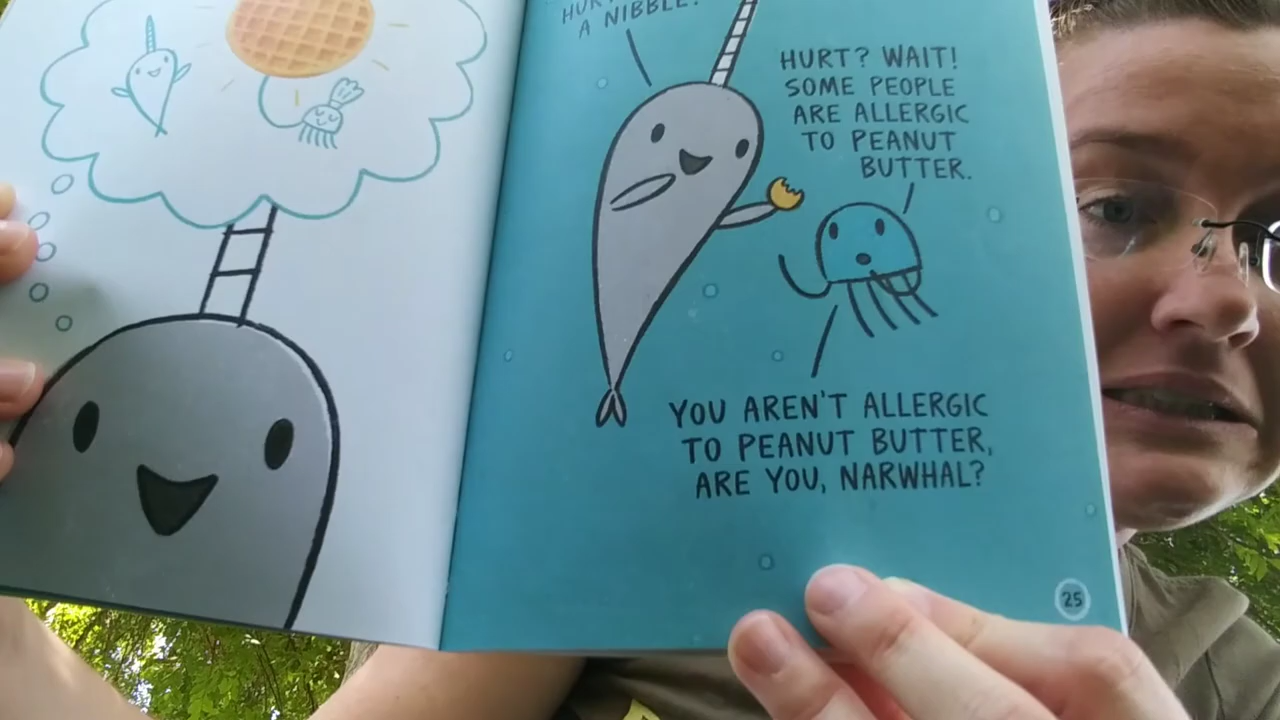 A NIBBLE.
HURT? WAIT!
SOME PEOPLE
ARE ALLERGIC
TO PEANUT
BUTTER.
YOU AREN'T ALLERGIC
TO PEANUT BUTTER,
ARE YOU, NARWHAL?
25